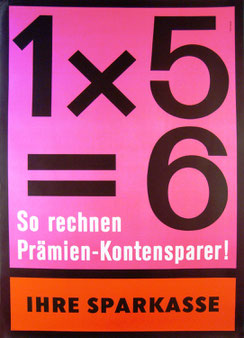 1×5
=6
So rechnen
Prämien-Kontensparer!
IHRE SPARKASSE